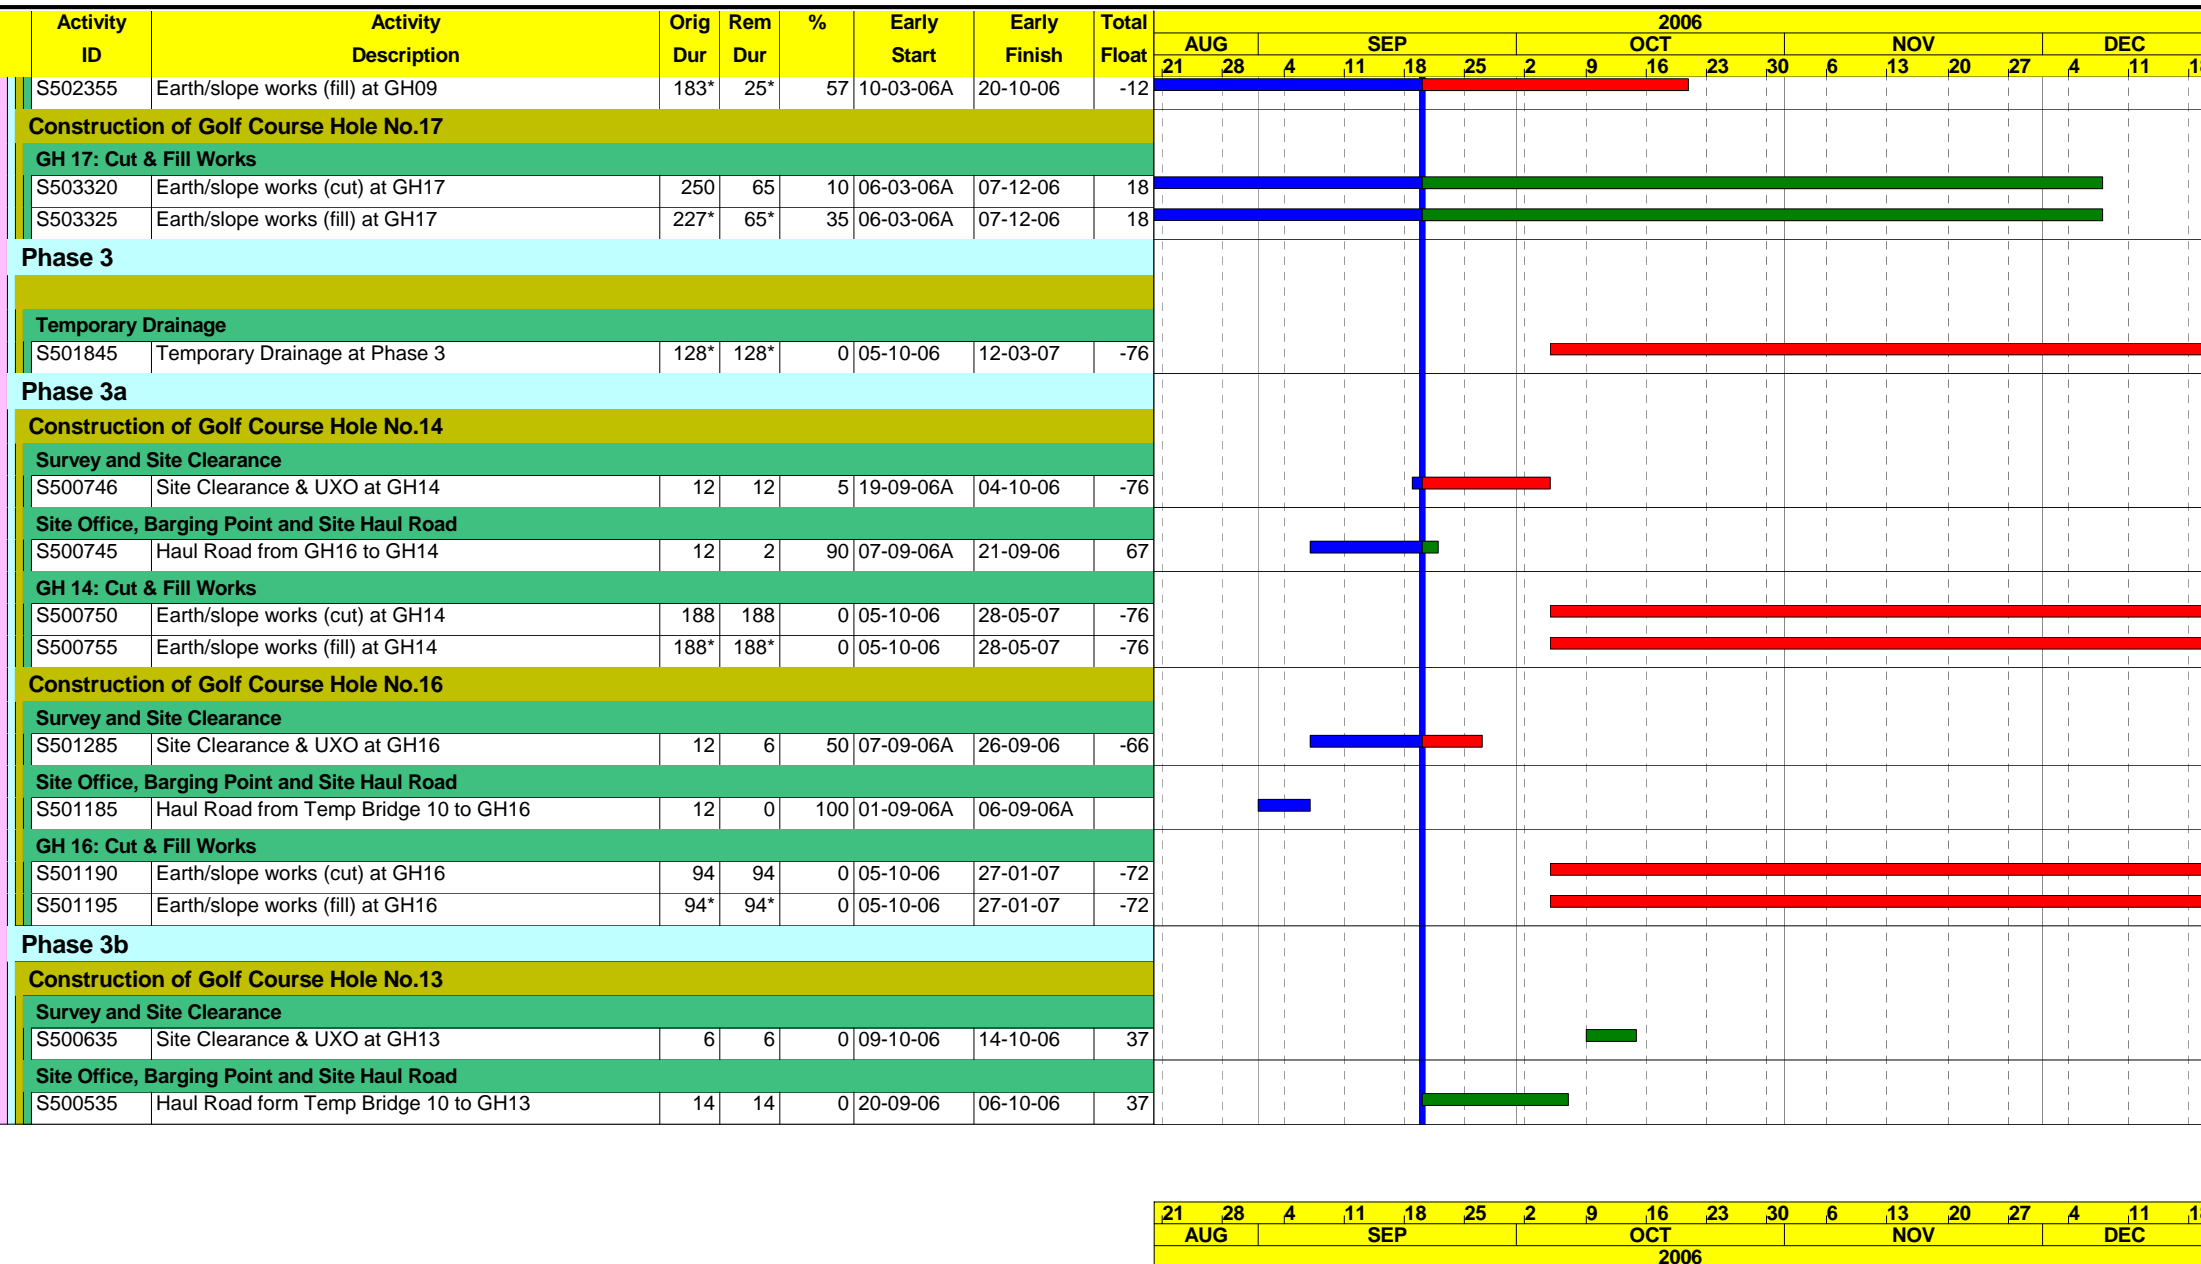 Activity Activity Orig Rem % Early Early Total 2006
ID Description Dur Dur Start Finish Float AUG SEP OCT NOV DEC
21 28 4 11 18 25 2 9 16 23 30 6 13 20 27 4 11
S502355 Earth/slope works (fill) at GH09 183* 25* 57 10-03-06A 20-10-06 -12
Construction of Golf Course Hole No.17
GH 17: Cut & Fill Works
S503320 Earth/slope works (cut) at GH17 250 65 10 06-03-06A 07-12-06 18
S503325 Earth/slope works (fill) at GH17 227* 65* 35 06-03-06A 07-12-06 18
Phase 3
Temporary Drainage
S501845 Temporary Drainage at Phase 3 128* 128* 0 05-10-06 12-03-07 -76
Phase 3a
Construction of Golf Course Hole No.14
Survey and Site Clearance
S500746 Site Clearance & UXO at GH14 12 12 5 19-09-06A 04-10-06 -76
Site Office, Barging Point and Site Haul Road
S500745 Haul Road from GH16 to GH14 12 2 90 07-09-06A 21-09-06 67
GH 14: Cut & Fill Works
S500750 Earth/slope works (cut) at GH14 188 188 0 05-10-06 28-05-07 -76
S500755 Earth/slope works (fill) at GH14 188* 188* 0 05-10-06 28-05-07 -76
Construction of Golf Course Hole No.16
Survey and Site Clearance
S501285 Site Clearance & UXO at GH16 12 6 50 07-09-06A 26-09-06 -66
Site Office, Barging Point and Site Haul Road
S501185 Haul Road from Temp Bridge 10 to GH16 12 0 100 01-09-06A 06-09-06A
GH 16: Cut & Fill Works
S501190 Earth/slope works (cut) at GH16 94 94 0 05-10-06 27-01-07 -72
S501195 Earth/slope works (fill) at GH16 94* 94* 0 05-10-06 27-01-07 -72
Phase 3b
Construction of Golf Course Hole No.13
Survey and Site Clearance
S500635 Site Clearance & UXO at GH13 6 6 0 09-10-06 14-10-06 37
Site Office, Barging Point and Site Haul Road
S500535 Haul Road form Temp Bridge 10 to GH13 14 14 0 20-09-06 06-10-06 37
21 28 4 11 18 25 2 9 16 23 30 6 13 20 27 4 11
AUG SEP OCT NOV DEC
2006